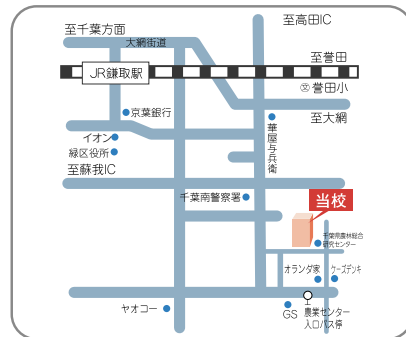 至千葉方面
至高田IC
大網街道
至誉田
JR鎌取駅
文誉田小
京葉銀行
至大網
イオン
華屋与兵衛
緑区役所
至蘇我IC
千葉南警察署
当校
千葉県農林総合
研究センター
オランダ家
ケーズデンキ
ヤオコー
GS
農業センター
入口バス停